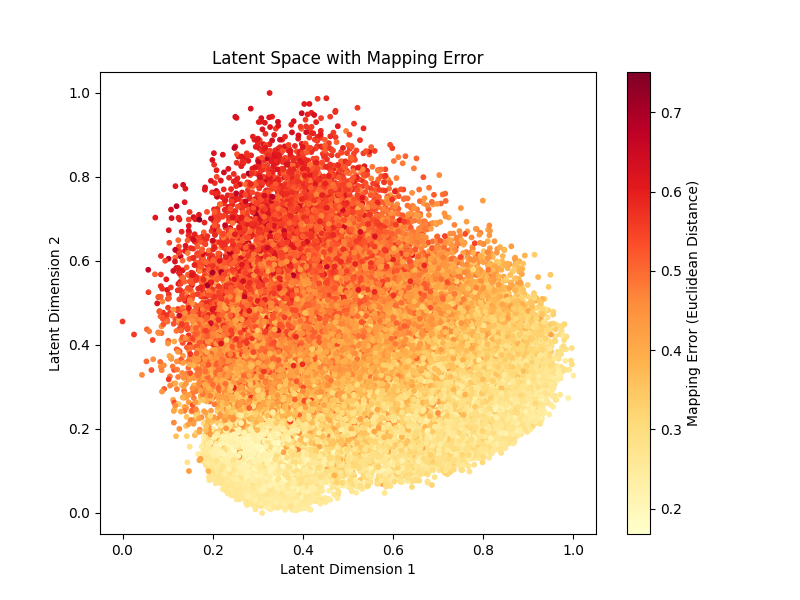 Latent Space with Mapping Error
1.0
0.8
0.6
0.4
0.2
0.0
Latent Dimension 2
0.0 0.2 0.4 0.6 0.8 1.0
Latent Dimension 1
0.7
0.6
0.5
0.4
0.3
0.2
Mapping Error (Euclidean Distance)